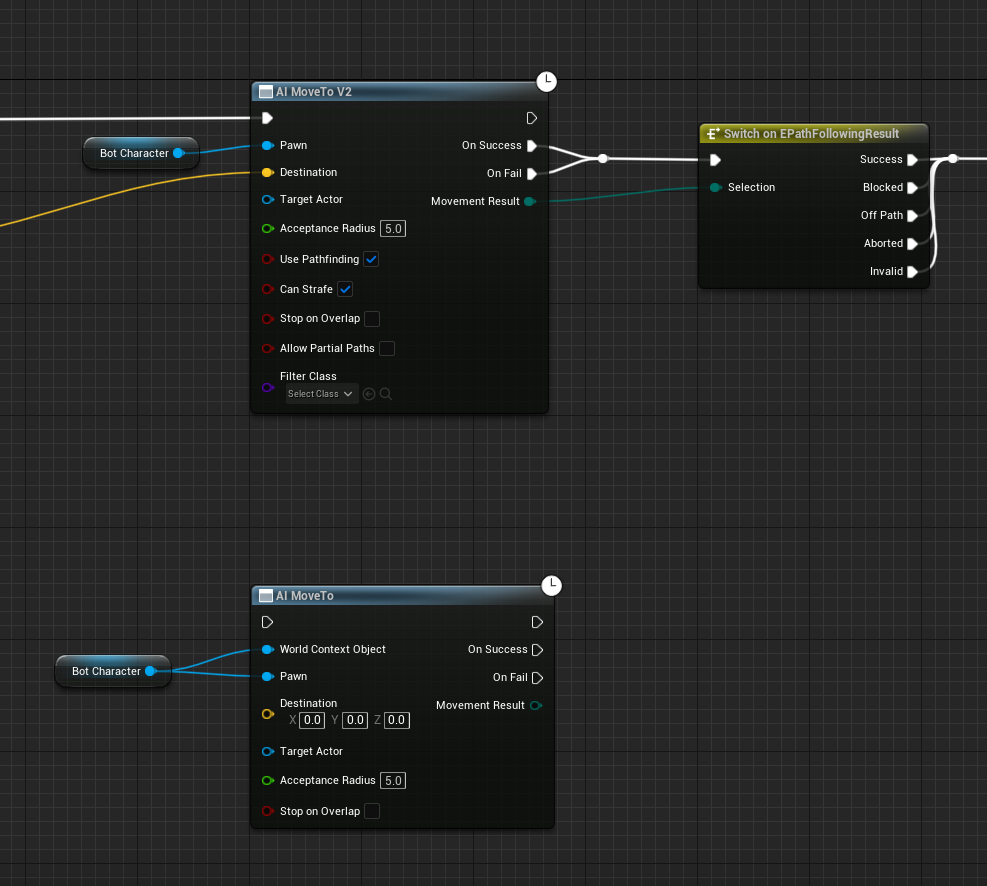 AI MoveTo V2
Bot Character
Pawn
On Success
Destination
On Fail
Target Actor
Movement Result
Acceptance Radius 5.0
Use Pathfinding
Can Strafe
Stop on Overlap
Allow Partial Paths
Filter Class
Select Class
Switch on EPathFollowingResult
Success
Selection
Blocked
Off Path
Aborted
Invalid
AI MoveTo
Bot Character
World Context Object
On Success
Pawn
On Fail
Destination
X 0.0 Y 0.0 Z 0.0
Movement Result
Target Actor
Acceptance Radius 5.0
Stop on Overlap